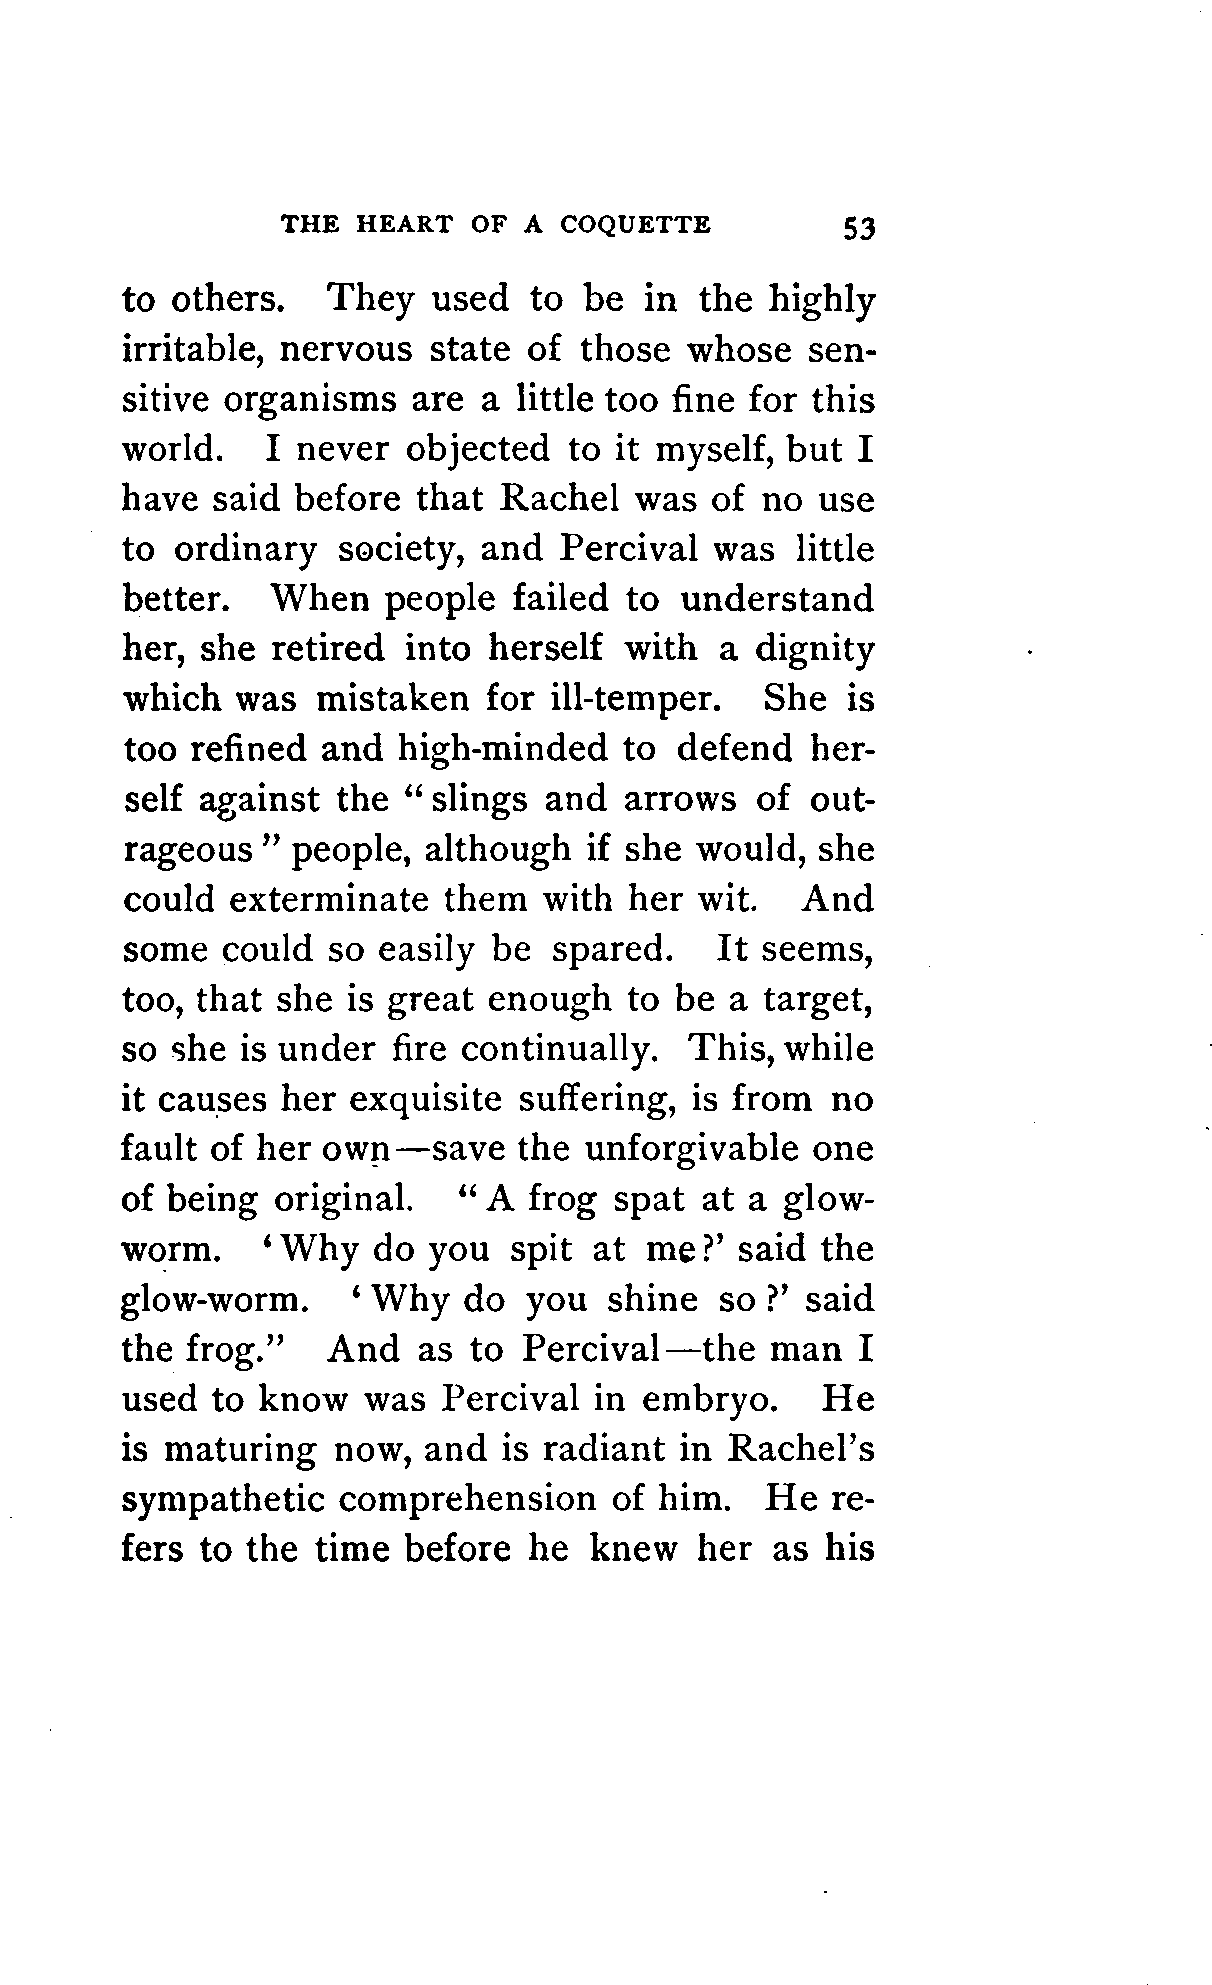 THE HEART OF A COQUETTE 53
to others. They used to be in the highly
irritable, nervous state of those whose sen-
sitive organisms are a little too fine for this
world. I never objected to it myself, but I
have said before that Rachel was of no use
to ordinary society, and Percival was little
better. When people failed to understand
her, she retired into herself with a dignity
which was mistaken for ill-temper. She is
too refined and high-minded to defend her-
self against the “ slings and arrows of out-
rageous ” people, although if she would, she
could exterminate them with her wit. And
some could so easily be spared. It seems,
too, that she is great enough to be a target,
so she is under fire continually. This, while
it causes her exquisite suffering, is from no
fault of her own—save the unforgivable one
of being original. “ A frog spat at a glow-
worm. ‘ Why do you spit at me ?’ said the
glow-worm. ‘ Why do you shine so ?’ said
the frog.” And as to Percival—the man I
used to know was Percival in embryo. He
is maturing now, and is radiant in Rachel’s
sympathetic comprehension of him. He re-
fers to the time before he knew her as his